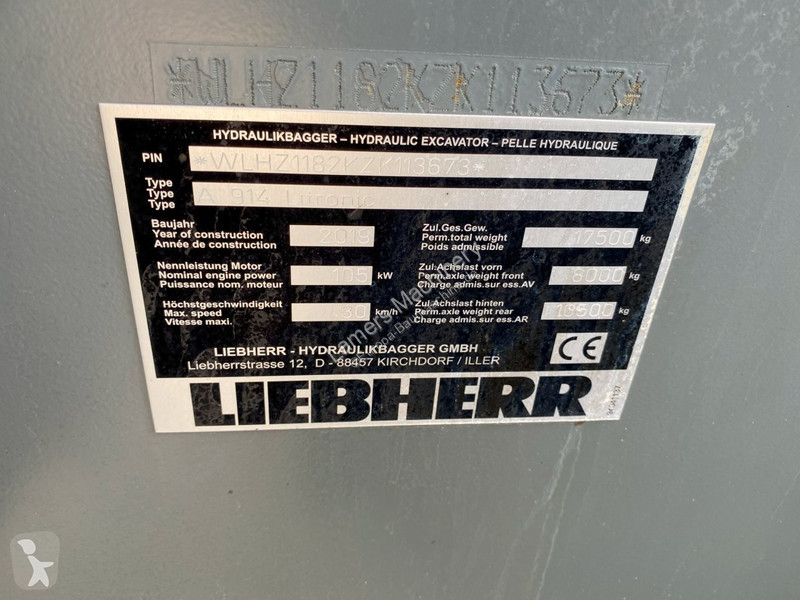 *WLHZ1182KZK113673*
HYDRAULIKBAGGER – HYDRAULIC EXCAVATOR – PELLE HYDRAULIQUE
PIN *WLHZ1182KZK113673*
Type
Type A 914 Litronic
Type
Baujahr
Year of construction 2015
Année de construction
Zul.Ges.Gew.
Perm.total weight 17500 kg
Poids admissible
Nennleistung Motor
Nominal engine power 105 kW
Puissance nom. moteur
Zul.Achslast vorn
Perm.axle weight front 8000 kg
Charge admis.sur ess.AV
Höchstgeschwindigkeit
Max. speed 30 km/h
Vitesse maxi.
Zul.Achslast hinten
Perm.axle weight rear kg
Charge admis.sur ess.AR
LIEBHERR - HYDRAULIKBAGGER GMBH
Liebherrstrasse 12, D - 88457 KIRCHDORF / ILLER
CE
LIEBHERR
Lamers Machinery